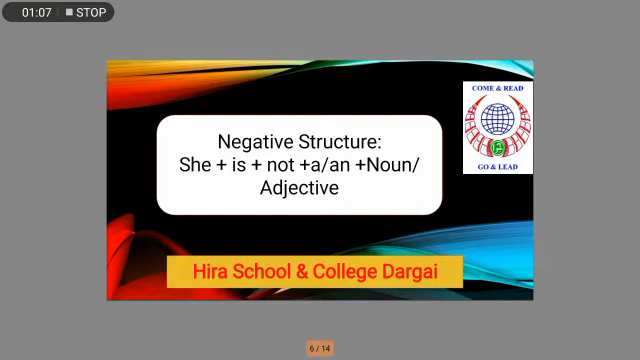 01:07 STOP
COME & READ
Negative Structure:
She + is + not +a/an +Noun/
Adjective
GO & LEAD
Hira School & College Dargai
6 / 14